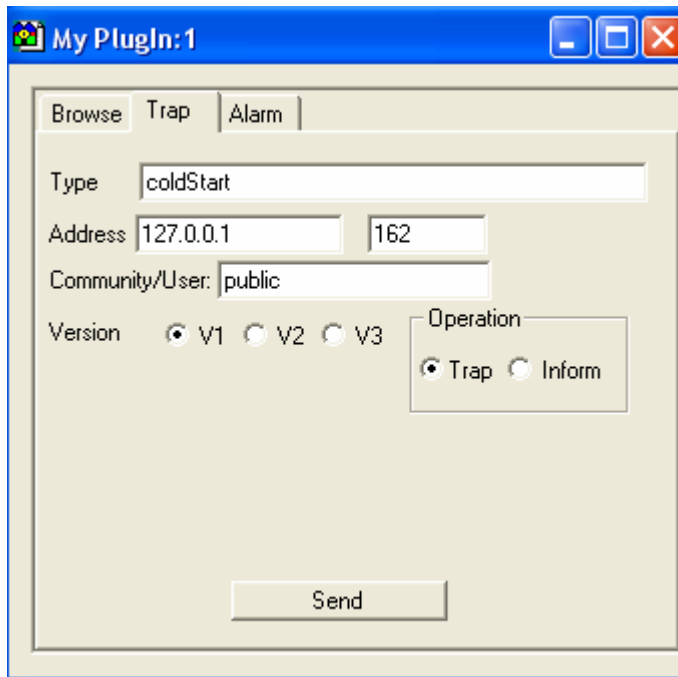 My PlugIn:1
Browse Trap Alarm
Type coldStart
Address 127.0.0.1 162
Community/User: public
Version V1 V2 V3 Operation
Trap Inform
Send